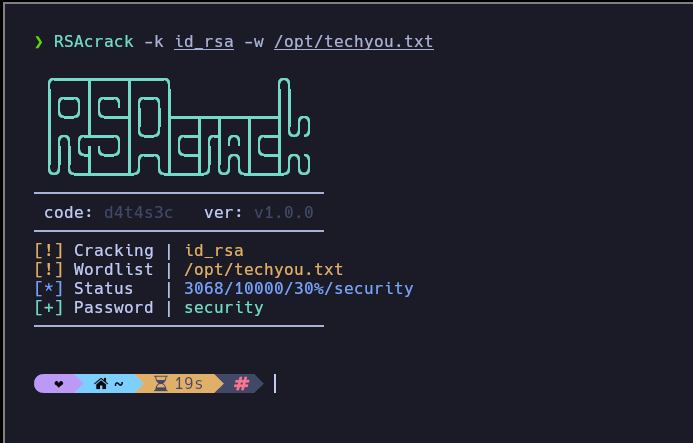 ❯ RSAcrack -k id_rsa -w /opt/techyou.txt
RSAcrack
code: d4t4s3c ver: v1.0.0
[!] Cracking | id_rsa
[!] Wordlist | /opt/techyou.txt
[*] Status | 3068/10000/30%/security
[+] Password | security
~ 19s #